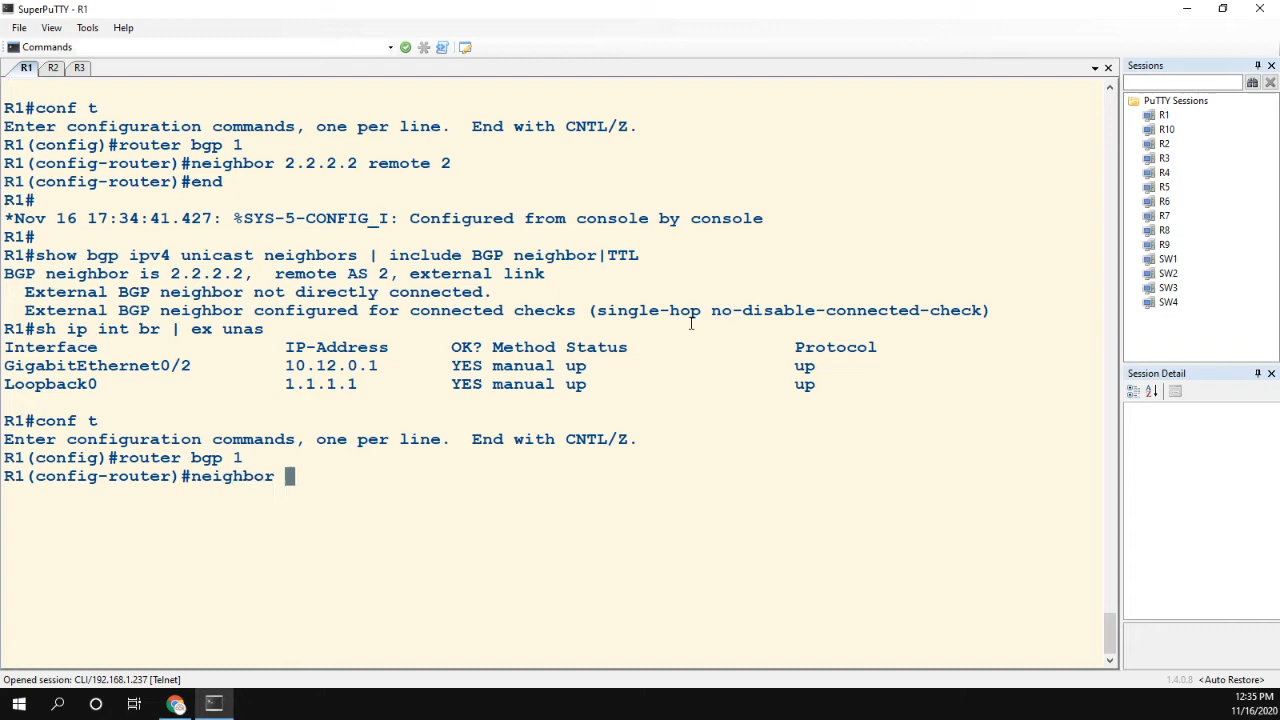 SuperPuTTY - R1
File View Tools Help
Commands
R1 R2 R3
R1#conf t
Enter configuration commands, one per line.  End with CNTL/Z.
R1(config)#router bgp 1
R1(config-router)#neighbor 2.2.2.2 remote 2
R1(config-router)#end
R1#
*Nov 16 17:34:41.427: %SYS-5-CONFIG_I: Configured from console by console
R1#
R1#show bgp ipv4 unicast neighbors | include BGP neighbor|TTL
BGP neighbor is 2.2.2.2,  remote AS 2, external link
  External BGP neighbor not directly connected.
  External BGP neighbor configured for connected checks (single-hop no-disable-connected-check)
R1#sh ip int br | ex unas
Interface                  IP-Address      OK? Method Status                Protocol
GigabitEthernet0/2         10.12.0.1       YES manual up                    up
Loopback0                  1.1.1.1         YES manual up                    up
R1#conf t
Enter configuration commands, one per line.  End with CNTL/Z.
R1(config)#router bgp 1
R1(config-router)#neighbor
Sessions
PuTTY Sessions
R1
R10
R2
R3
R4
R5
R6
R7
R8
R9
SW1
SW2
SW3
SW4
Session Detail
Opened session: CLI/192.168.1.237 [Telnet]
1.4.0.8 <Auto Restore>
12:35 PM
11/16/2020